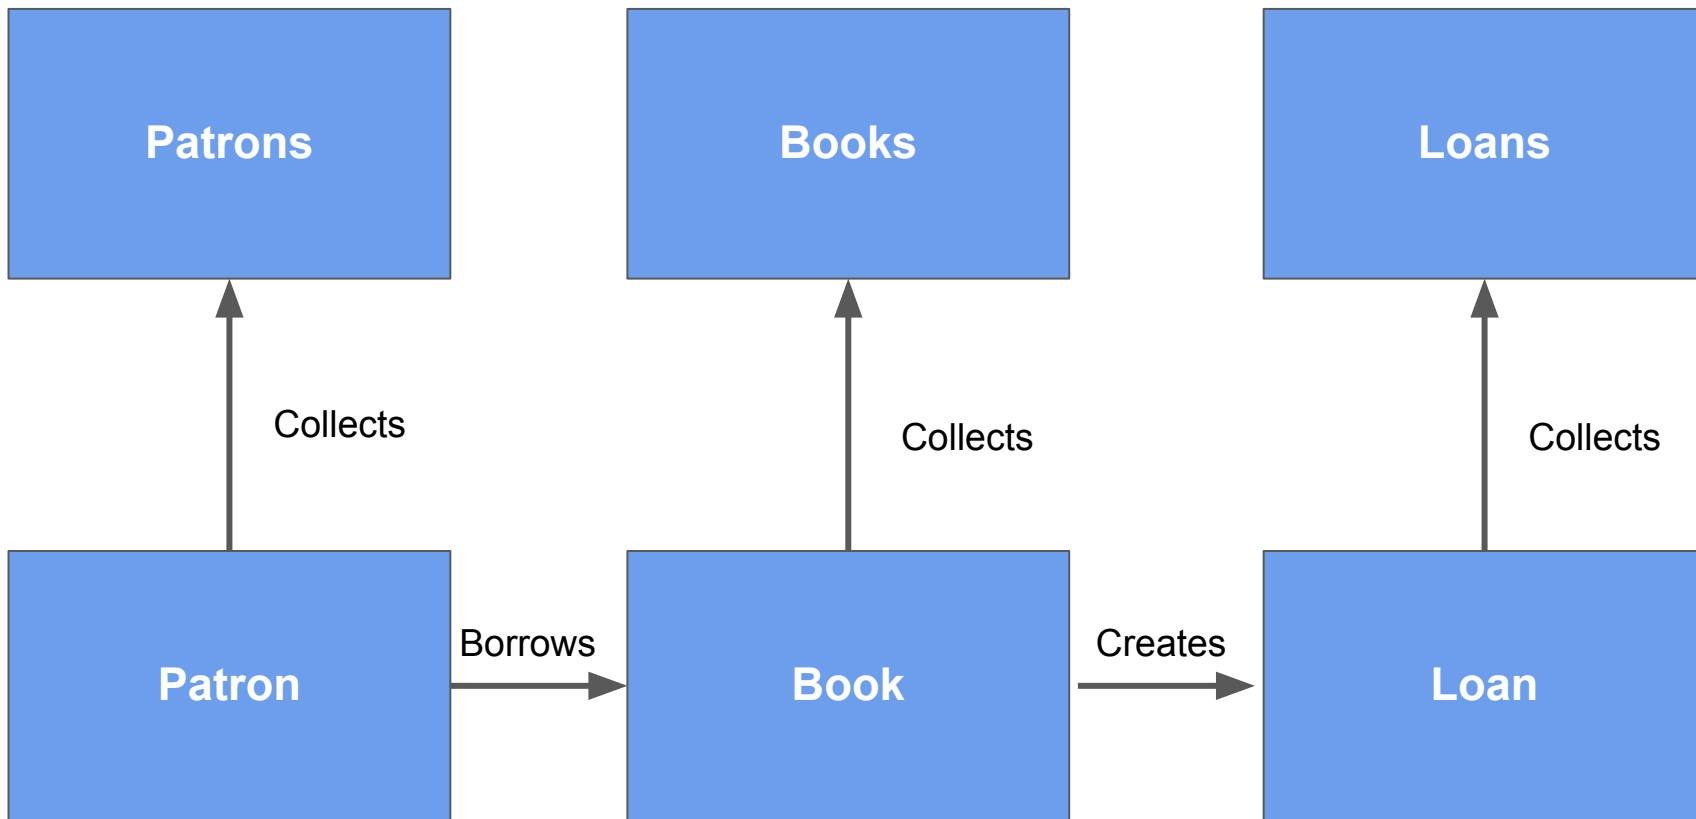 Patrons
Books
Loans
Collects
Collects
Collects
Borrows
Creates
Patron
Book
Loan